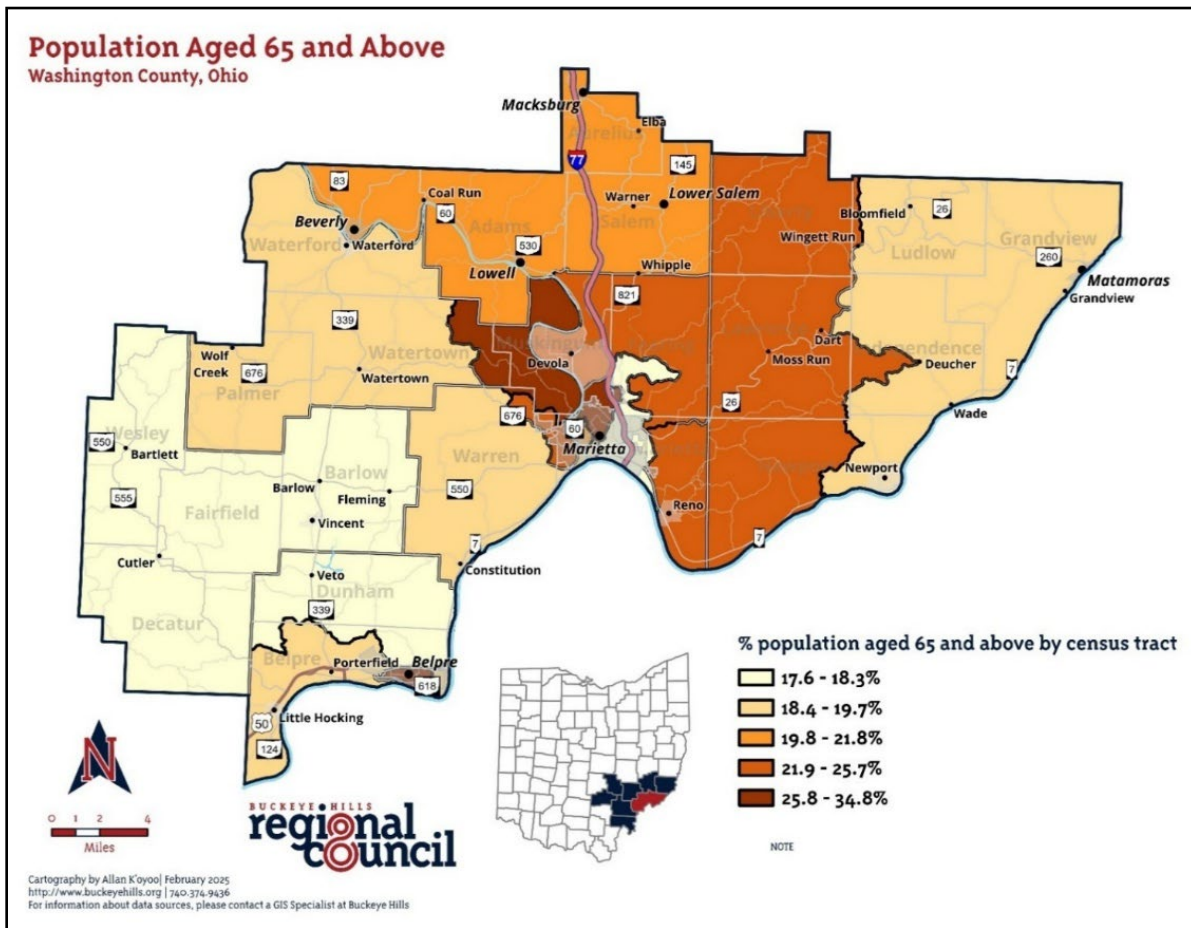 Population Aged 65 and Above
Washington County, Ohio
Macksburg
Elba
Aurelius
77
145
83
Coal Run
60
Adams
Warner
Lower Salem
Salem
Bloomfield
26
Beverly
Waterford
Waterford
530
Wingett Run
Ludlow
Grandview
260
Lowell
Whipple
Matamoras
Grandview
821
339
Watertown
Muskingum
Devola
Dart
Independence
Wolf
Creek
676
Palmer
Watertown
Moss Run
Deucher
7
Wade
676
26
60
Marietta
Wesley
550
Bartlett
Barlow
Warren
Barlow
Fleming
550
Newport
555
Fairfield
Vincent
Reno
7
Cutler
7
Constitution
Veto
Dunham
339
Decatur
Belpre
Porterfield
Belpre
618
Little Hocking
50
124
% population aged 65 and above by census tract
17.6 - 18.3%
18.4 - 19.7%
19.8 - 21.8%
21.9 - 25.7%
25.8 - 34.8%
N
0 1 2 4
Miles
BUCKEYE HILLS
regional
council
NOTE
Cartography by Allan K'oyoo| February 2025
http://www.buckeyehills.org | 740.374.9436
For information about data sources, please contact a GIS Specialist at Buckeye Hills